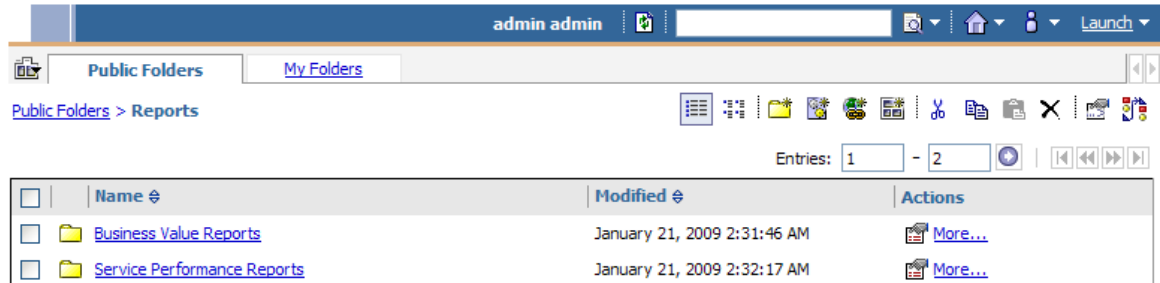 admin admin Launch
Public Folders My Folders
Public Folders > Reports
Entries: 1 - 2
Name Modified Actions
Business Value Reports January 21, 2009 2:31:46 AM More...
Service Performance Reports January 21, 2009 2:32:17 AM More...